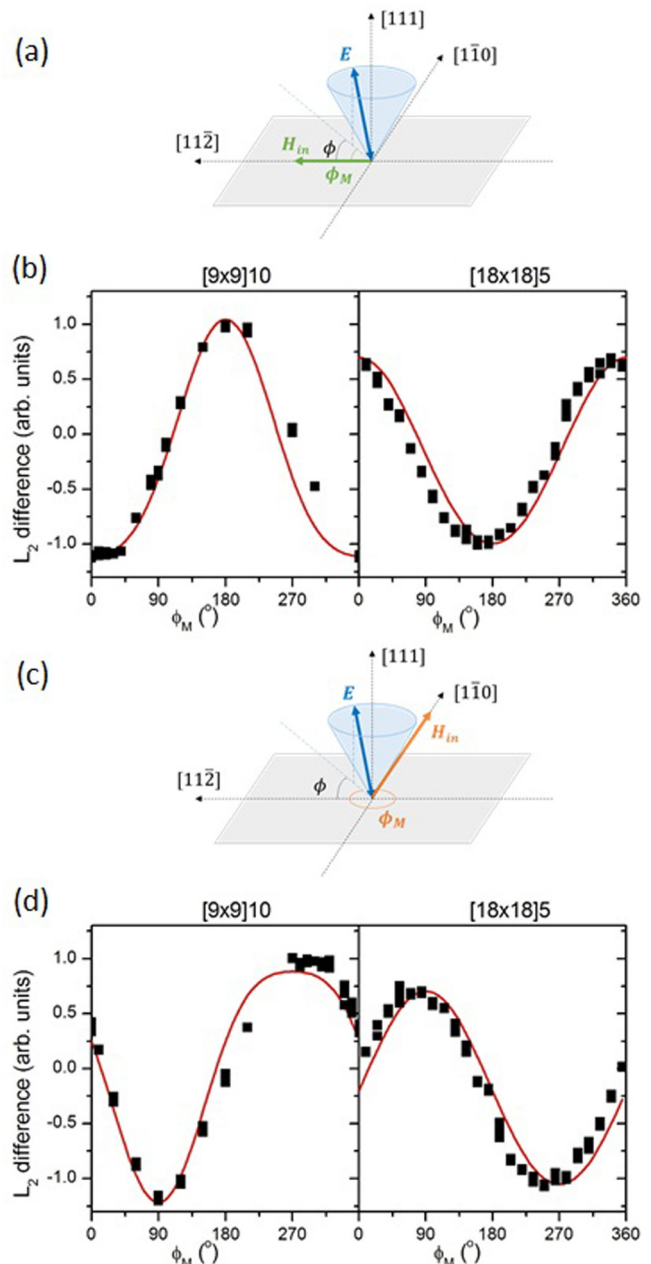 (a)
[111]
[11̅0]
E
[112̅]
H_in
ϕ
ϕ_M
(b)
[9x9]10 [18x18]5
L₂ difference (arb. units)
1.0
0.5
0.0
-0.5
-1.0
0 90 180 270 0 90 180 270 360
ϕ_M (°) ϕ_M (°)
(c)
[111]
[11̅0]
E
H_in
[112̅]
ϕ
ϕ_M
(d)
[9x9]10 [18x18]5
L₂ difference (arb. units)
1.0
0.5
0.0
-0.5
-1.0
0 90 180 270 0 90 180 270 360
ϕ_M (°) ϕ_M (°)